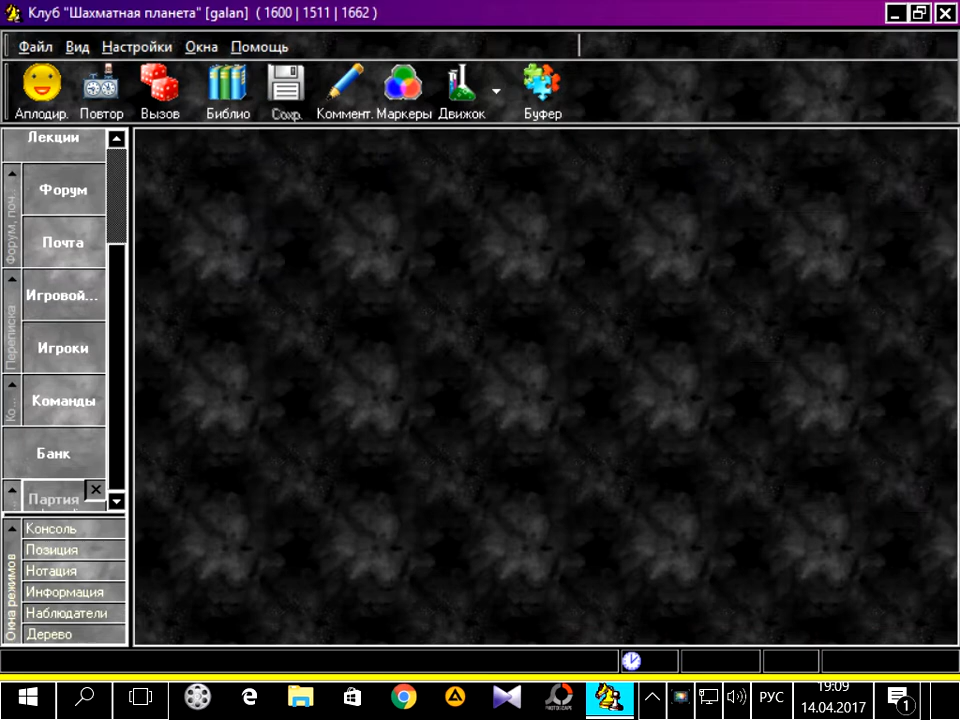 Клуб "Шахматная планета" [galan] ( 1600 | 1511 | 1662 )
Файл Вид Настройки Окна Помощь
Аплодир. Повтор Вызов Библио Сохр. Коммент. Маркеры Движок Буфер
Лекции
Форум, поч...
Форум
Почта
Переписка
Игровой...
Игроки
Ко...
Команды
Банк
Партия
Окна режимов
Консоль
Позиция
Нотация
Информация
Наблюдатели
Дерево
РУС
19:09
14.04.2017
1